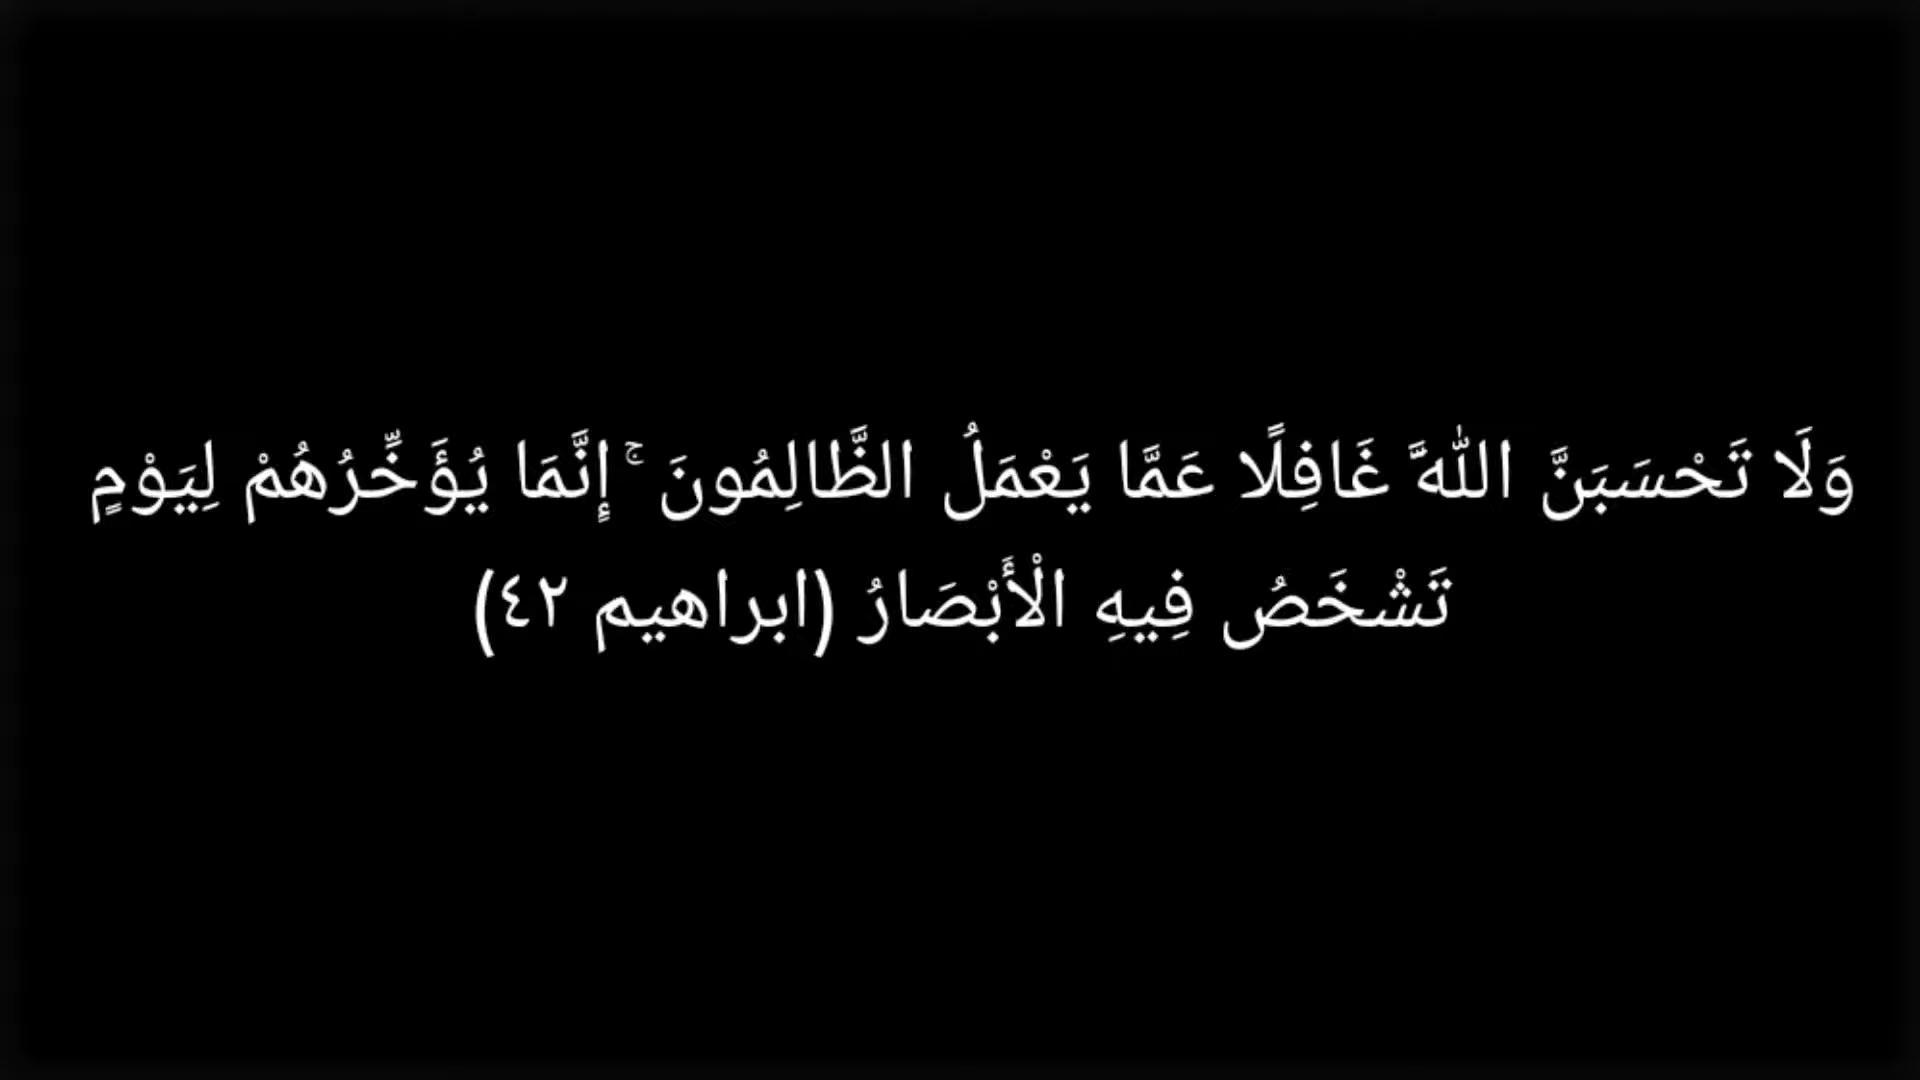 وَلَا تَحْسَبَنَّ اللَّهَ غَافِلًا عَمَّا يَعْمَلُ الظَّالِمُونَ ۚ إِنَّمَا يُؤَخِّرُهُمْ لِيَوْمٍ
تَشْخَصُ فِيهِ الْأَبْصَارُ (ابراهيم ٤٢)